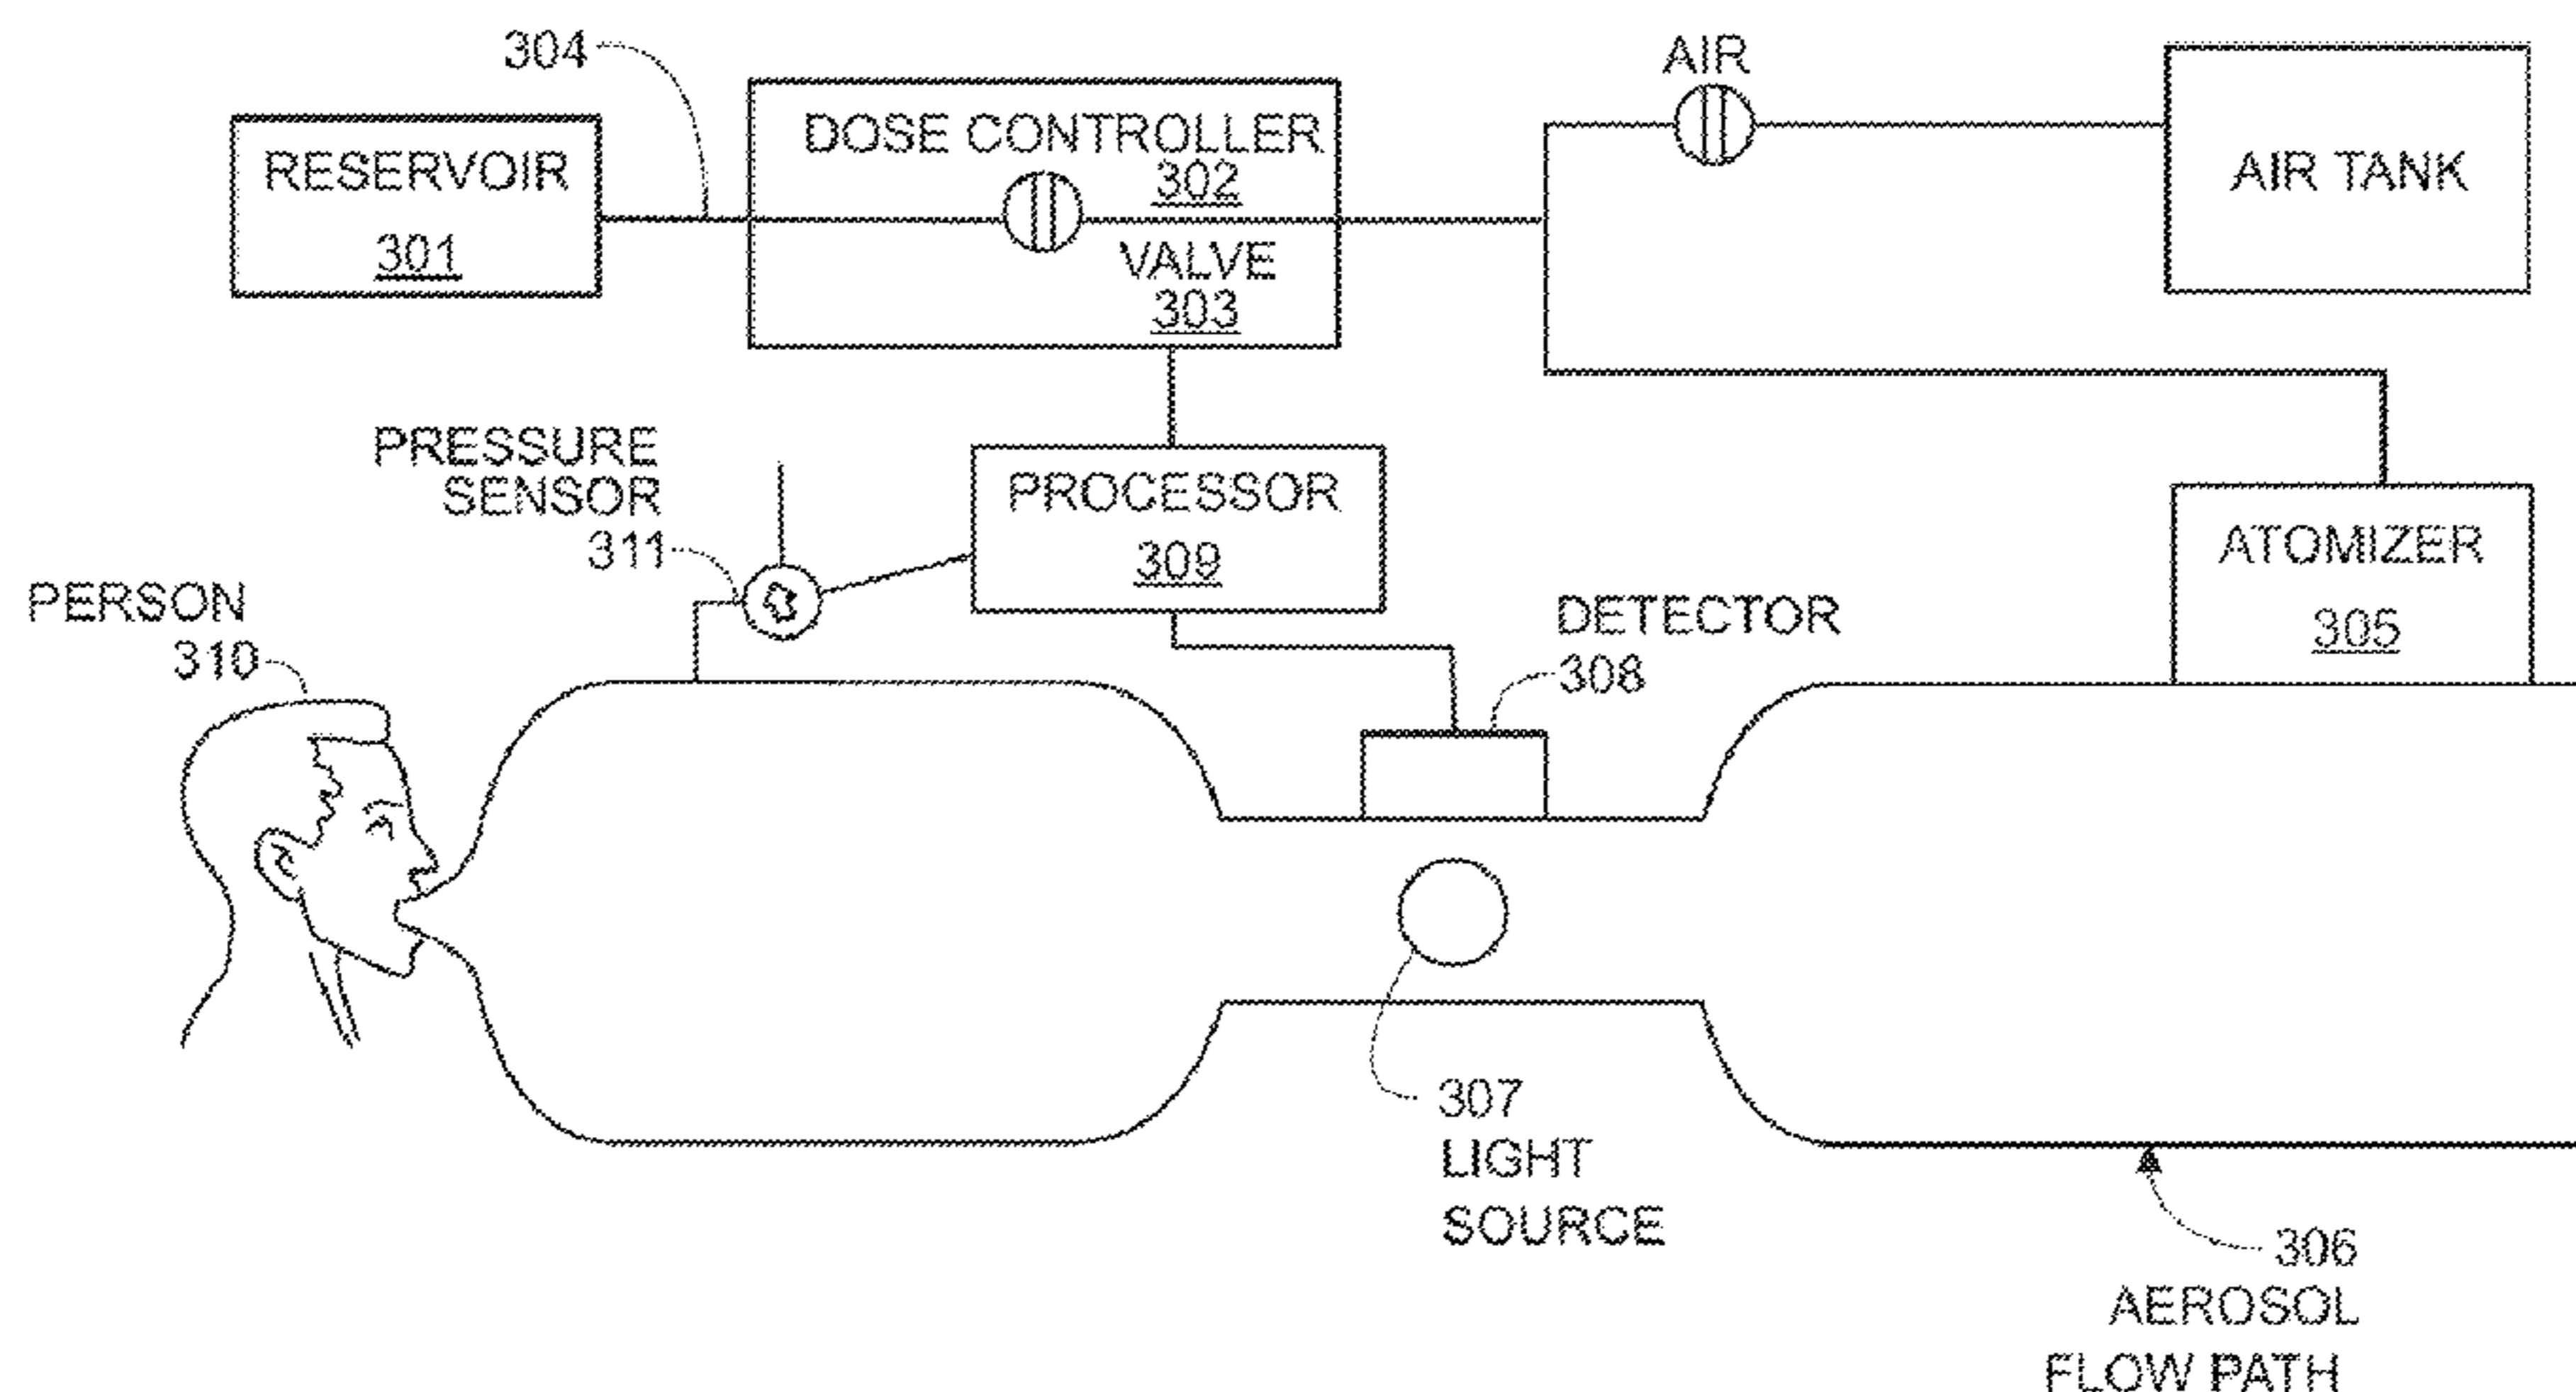 304
AIR
RESERVOIR
301
DOSE CONTROLLER
302
VALVE
303
AIR TANK
PRESSURE
SENSOR
311
PROCESSOR
309
ATOMIZER
305
PERSON
310
DETECTOR
308
307
LIGHT
SOURCE
306
AEROSOL
FLOW PATH